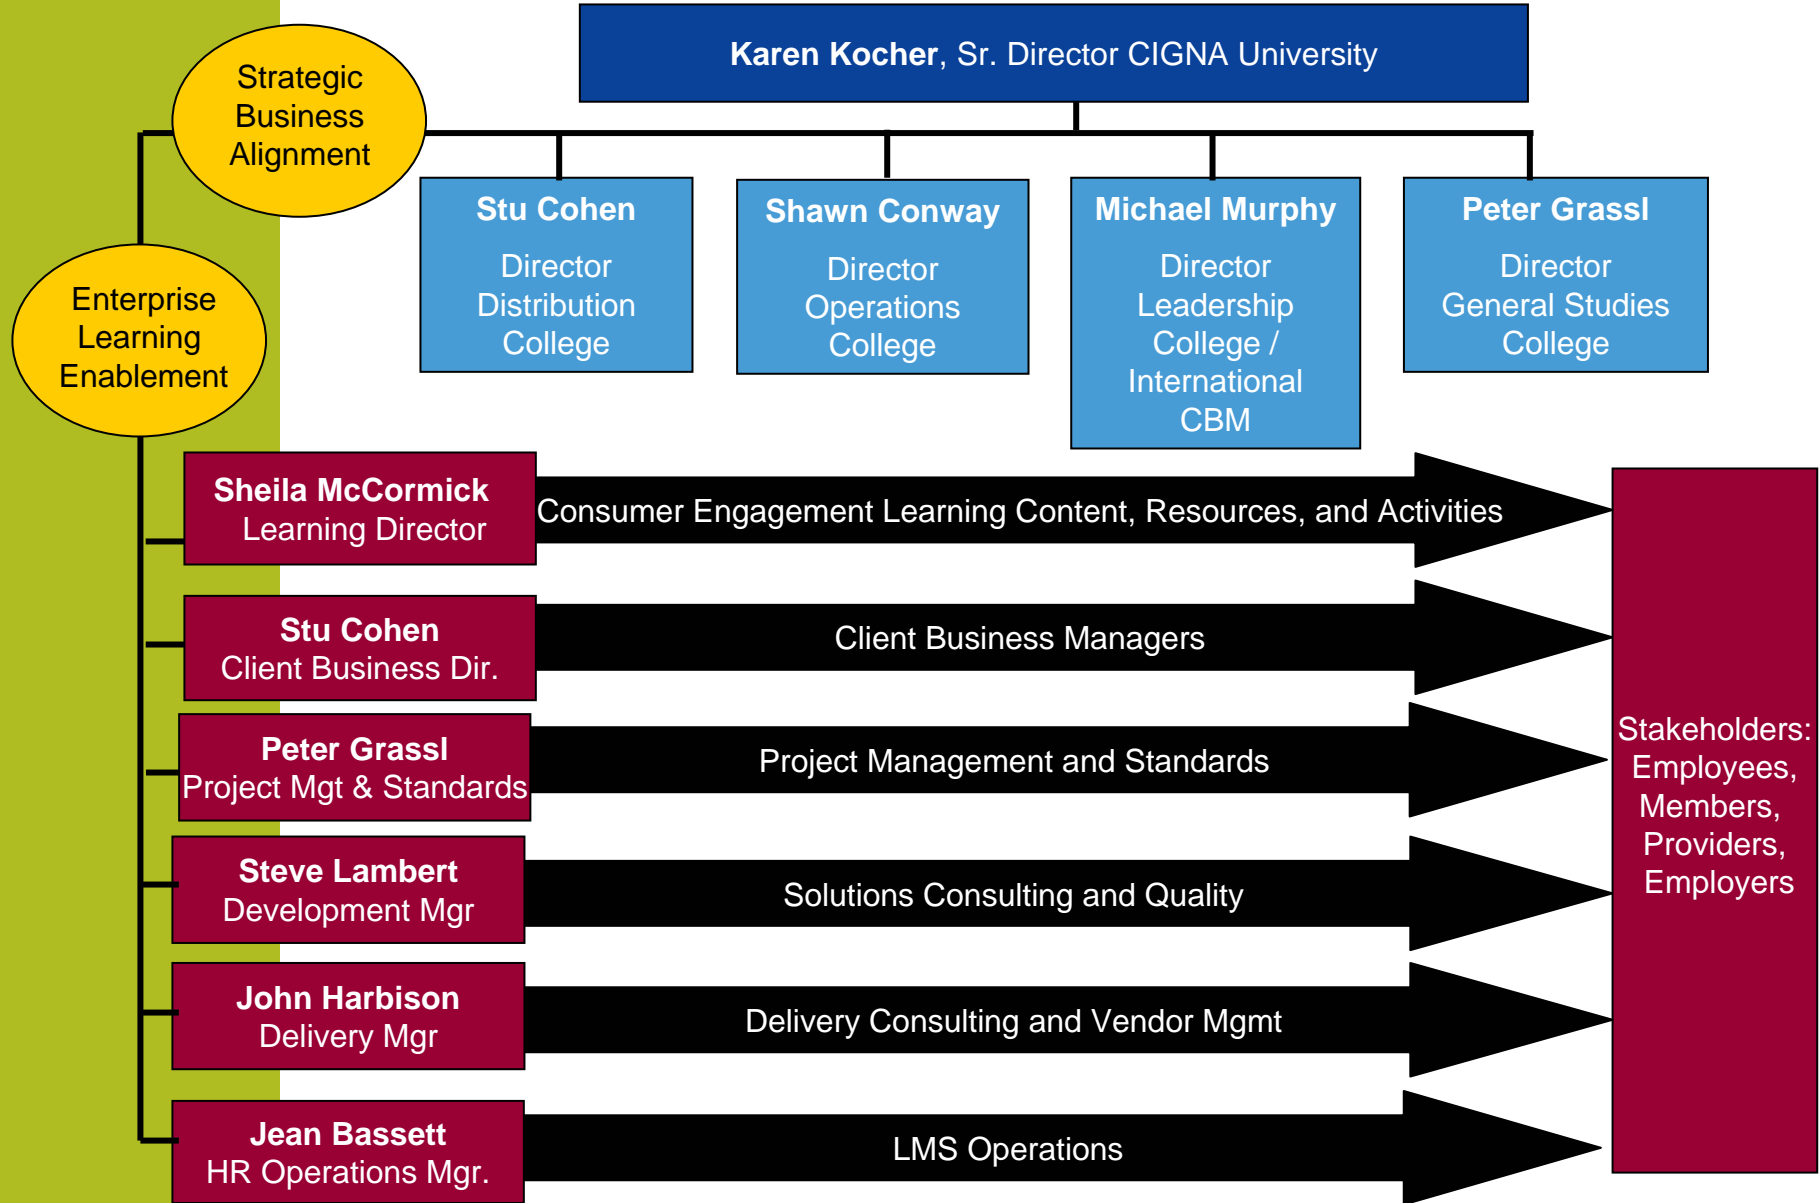 Karen Kocher, Sr. Director CIGNA University
Strategic
Business
Alignment
Stu Cohen
Director
Distribution
College
Shawn Conway
Director
Operations
College
Michael Murphy
Director
Leadership
College /
International
CBM
Peter Grassl
Director
General Studies
College
Enterprise
Learning
Enablement
Sheila McCormick
Learning Director
Consumer Engagement Learning Content, Resources, and Activities
Stu Cohen
Client Business Dir.
Client Business Managers
Peter Grassl
Project Mgt & Standards
Project Management and Standards
Steve Lambert
Development Mgr
Solutions Consulting and Quality
John Harbison
Delivery Mgr
Delivery Consulting and Vendor Mgmt
Jean Bassett
HR Operations Mgr.
LMS Operations
Stakeholders:
Employees,
Members,
Providers,
Employers